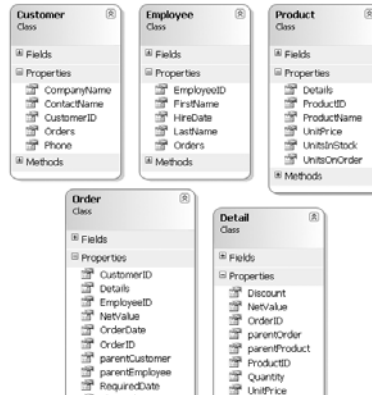 Customer
Class
Fields
Properties
CompanyName
ContactName
CustomerID
Orders
Phone
Methods
Employee
Class
Fields
Properties
EmployeeID
FirstName
HireDate
LastName
Orders
Methods
Product
Class
Fields
Properties
Details
ProductID
ProductName
UnitPrice
UnitsInStock
UnitsOnOrder
Methods
Order
Class
Fields
Properties
CustomerID
Details
EmployeeID
NetValue
OrderDate
OrderID
parentCustomer
parentEmployee
RequiredDate
Detail
Class
Fields
Properties
Discount
NetValue
OrderID
parentOrder
parentProduct
ProductID
Quantity
UnitPrice